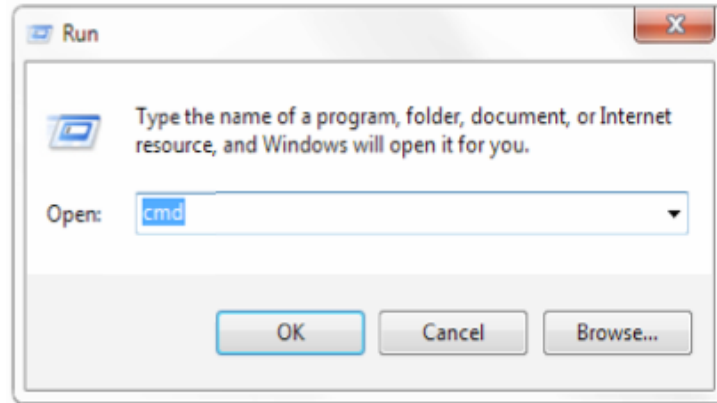 Run
Type the name of a program, folder, document, or Internet
resource, and Windows will open it for you.
Open: cmd
OK Cancel Browse...